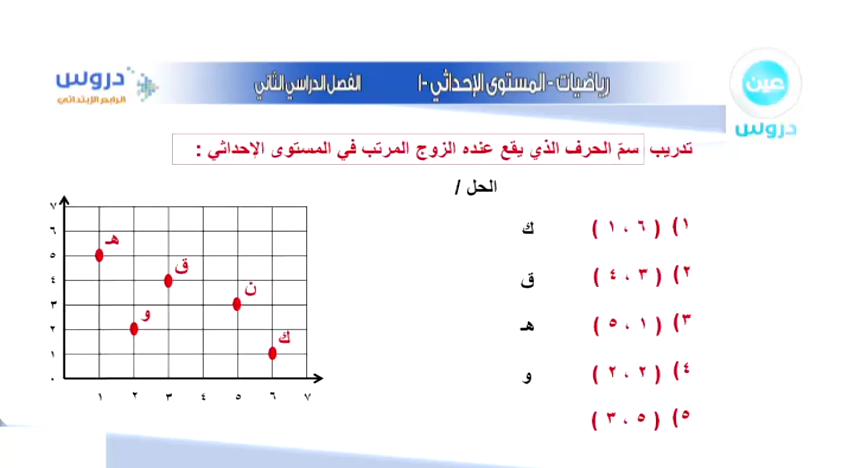 رياضيات - المستوى الإحداثي -١
الفصل الدراسي الثاني
دروس
الرابع الإبتدائي
عين
دروس
تدريب سمّ الحرف الذي يقع عنده الزوج المرتب في المستوى الإحداثي :
الحل /
١) ( ٦ ، ١ ) ك
٢) ( ٣ ، ٤ ) ق
٣) ( ١ ، ٥ ) هـ
٤) ( ٢ ، ٢ ) و
٥) ( ٥ ، ٣ )
٧
٦
٥ هـ
٤ ق
٣ ن
٢ و
١ ك
٠
١ ٢ ٣ ٤ ٥ ٦ ٧